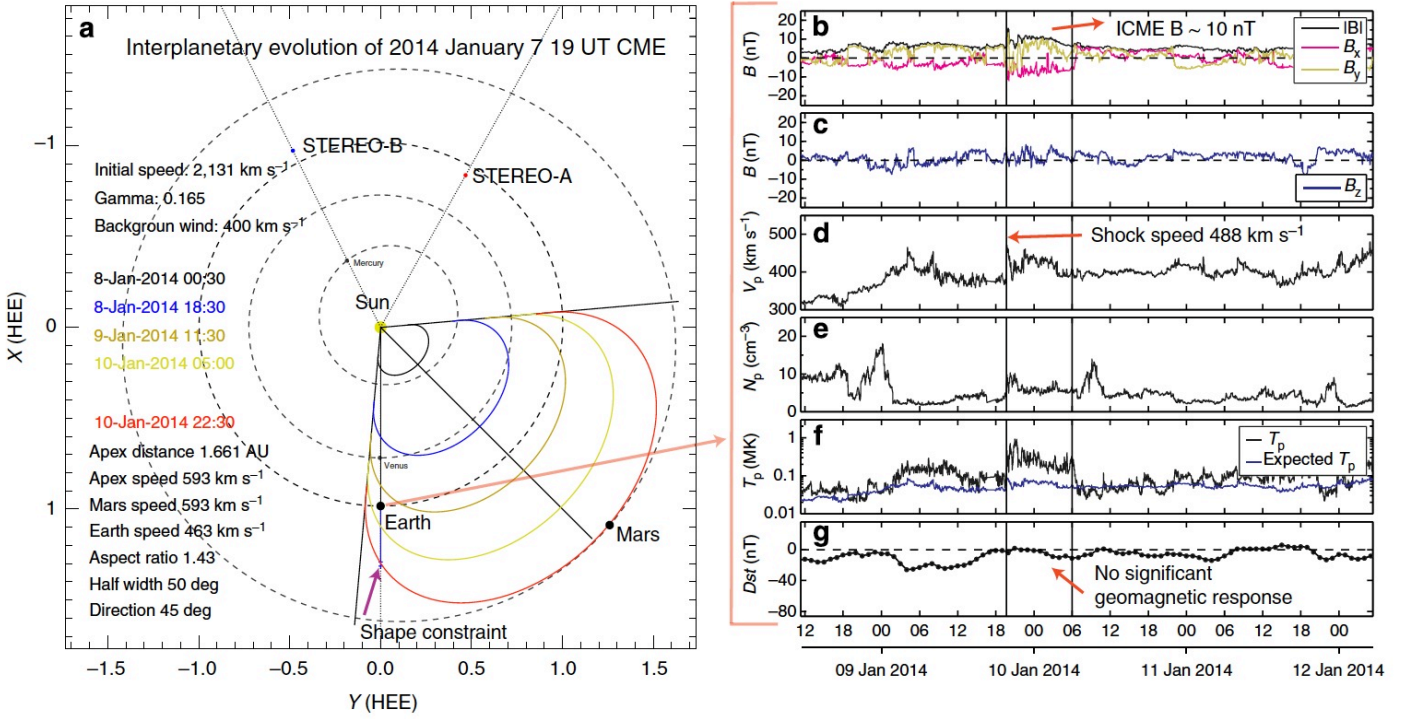 a
Interplanetary evolution of 2014 January 7 19 UT CME
STEREO-B
STEREO-A
Initial speed: 2,131 km s−1
Gamma: 0.165
Backgroun wind: 400 km s−1
Mercury
8-Jan-2014 00:30
Sun
8-Jan-2014 18:30
9-Jan-2014 11:30
10-Jan-2014 05:00
10-Jan-2014 22:30
Apex distance 1.661 AU
Venus
Apex speed 593 km s−1
Mars speed 593 km s−1
Earth
Earth speed 463 km s−1
Mars
Aspect ratio 1.43
Half width 50 deg
Direction 45 deg
Shape constraint
X (HEE)
−1
0
1
−1.5 −1.0 −0.5 0.0 0.5 1.0 1.5
Y (HEE)
b
ICME B ~ 10 nT
IBI
Bx
By
B (nT)
20
10
0
−10
−20
c
B (nT)
20
10
0
−10
−20
Bz
d
Shock speed 488 km s−1
Vp (km s−1)
500
400
300
e
Np (cm−3)
20
10
0
f
Tp
Expected Tp
Tp (MK)
1
0.1
0.01
g
Dst (nT)
0
−40
−80
No significant
geomagnetic response
12 18 00 06 12 18 00 06 12 18 00 06 12 18 00 06
09 Jan 2014 10 Jan 2014 11 Jan 2014 12 Jan 2014